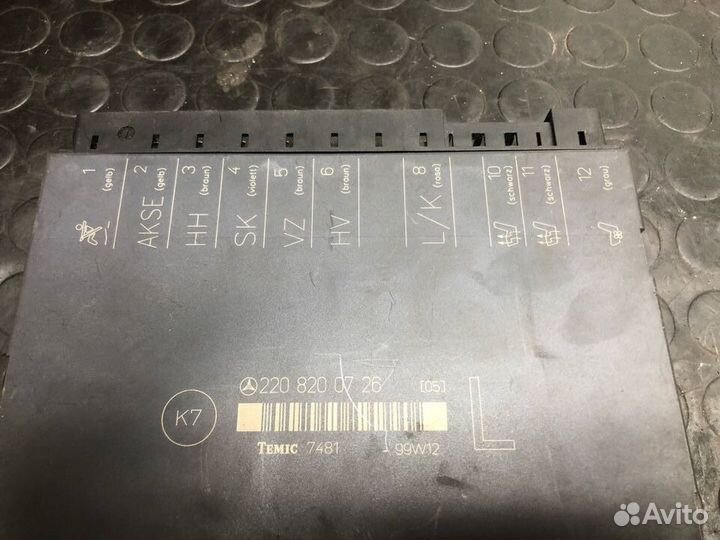 1 (gelb)
2 (gelb) AKSE
3 (braun) HH
4 (violett) SK
5 (braun) VZ
6 (braun) HV
8 (rosa) L/K
10 (schwarz)
11 (schwarz)
12 (grau)
220 820 07 26 [05]
K7
L
TEMIC 7481 99W12
Avito